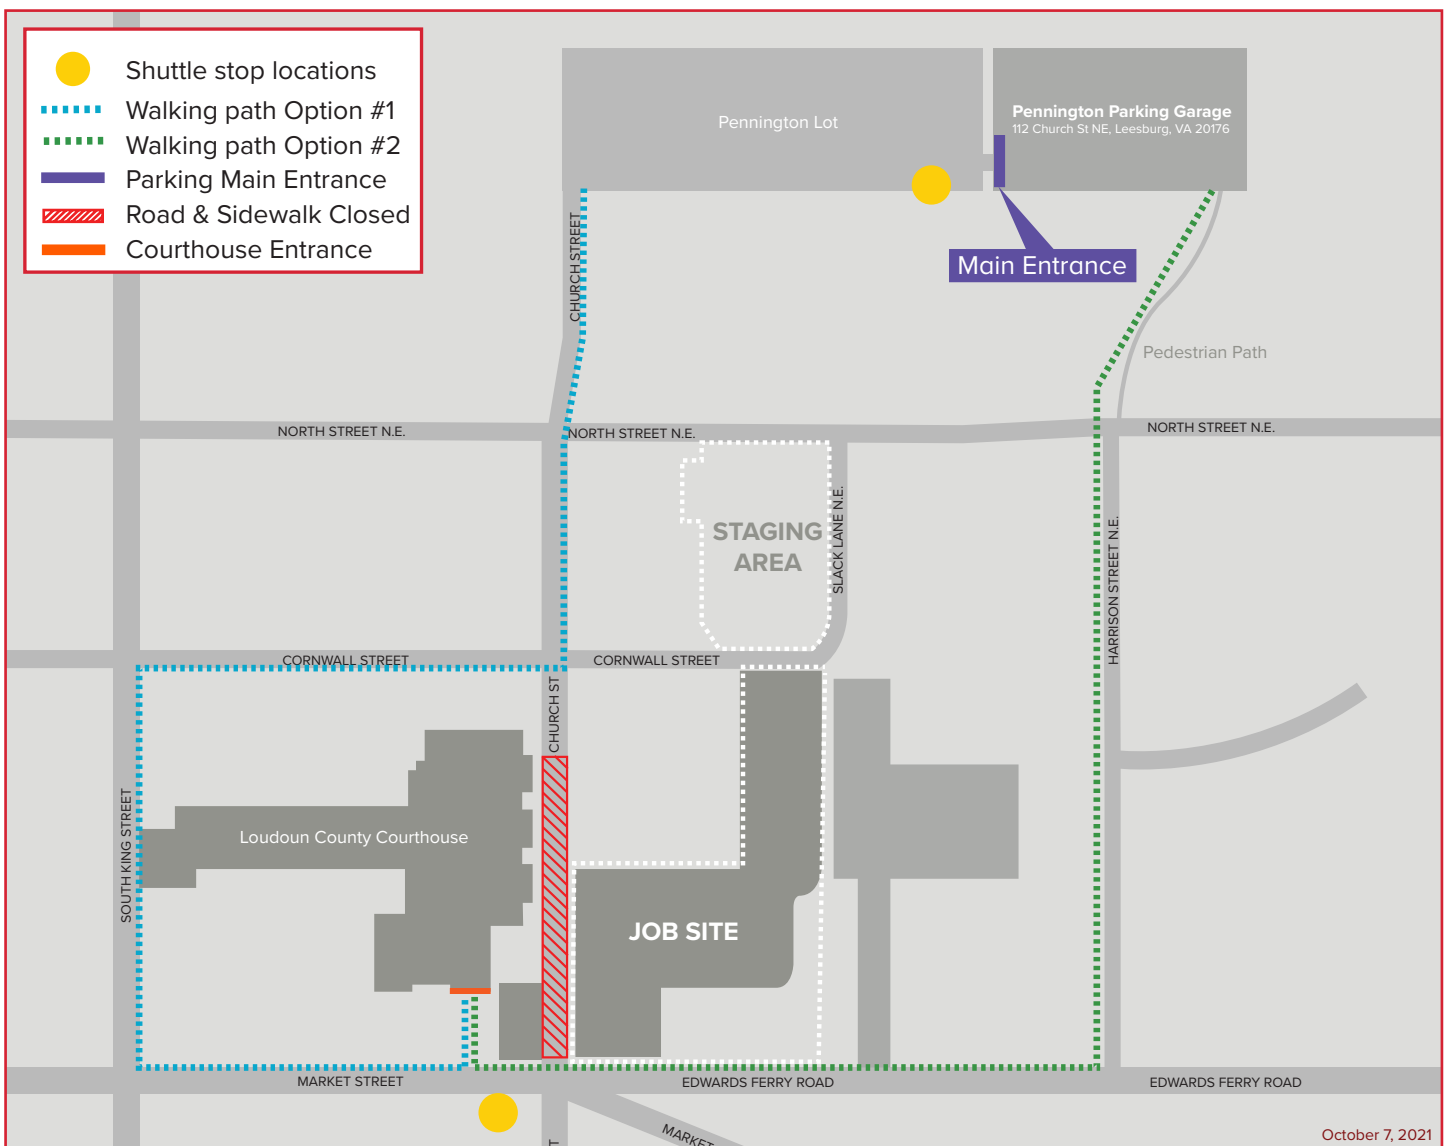 Shuttle stop locations
Walking path Option #1
Walking path Option #2
Parking Main Entrance
Road & Sidewalk Closed
Courthouse Entrance
Pennington Lot
Pennington Parking Garage
112 Church St NE, Leesburg, VA 20176
Main Entrance
CHURCH STREET
Pedestrian Path
NORTH STREET N.E.
NORTH STREET N.E.
NORTH STREET N.E.
STAGING
AREA
SLACK LANE N.E.
HARRISON STREET N.E.
CORNWALL STREET
CORNWALL STREET
CHURCH ST
SOUTH KING STREET
Loudoun County Courthouse
JOB SITE
MARKET STREET
EDWARDS FERRY ROAD
EDWARDS FERRY ROAD
MARKET
October 7, 2021